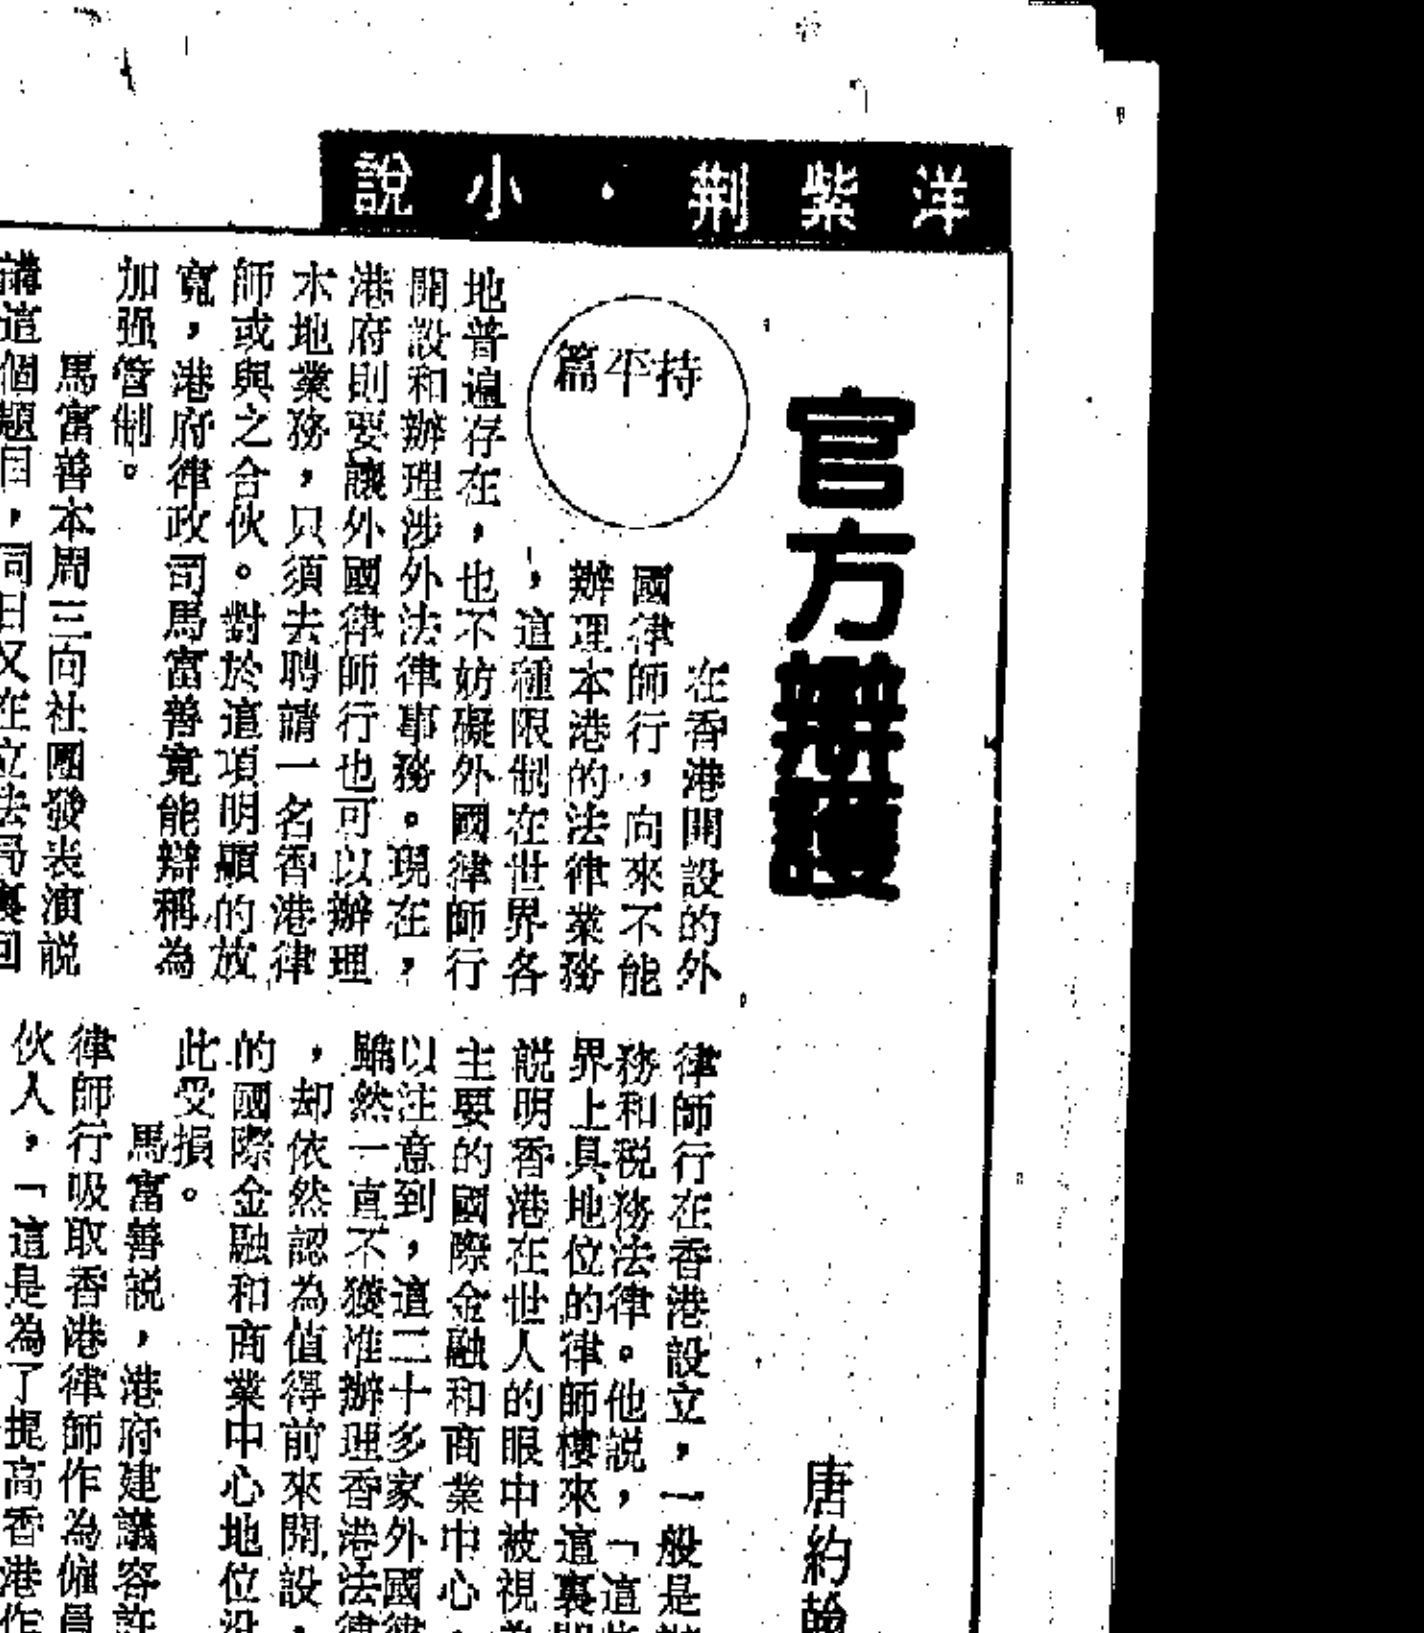 洋紫荆·小說
官方辯護
唐約翰
持平篇
在香港開設的外
國律師行，向來不能
辦理本港的法律業務
，這種限制在世界各
地普遍存在，也不妨礙外國律師行
開設和辦理涉外法律事務。現在，
港府則要讓外國律師行也可以辦理
本地業務，只須去聘請一名香港律
師或與之合伙。對於這項明顯的放
寬，港府律政司馬富善竟能辯稱為
加强管制。
馬富善本周三向社團發表演説
講這個題目，同日又在立法局裏回
律師行在香港設立，一般是
務和税務法律。他説，「這
界上具地位的律師樓來這裏
説明香港在世人的眼中被視
主要的國際金融和商業中心，
以注意到，這二十多家外國律
雖然一直不獲准辦理香港法律
，却依然認為值得前來開設，
的國際金融和商業中心地位沒
此受損。
馬富善説，港府建議容許
律師行吸取香港律師作為僱員
伙人，「這是為了提高香港作